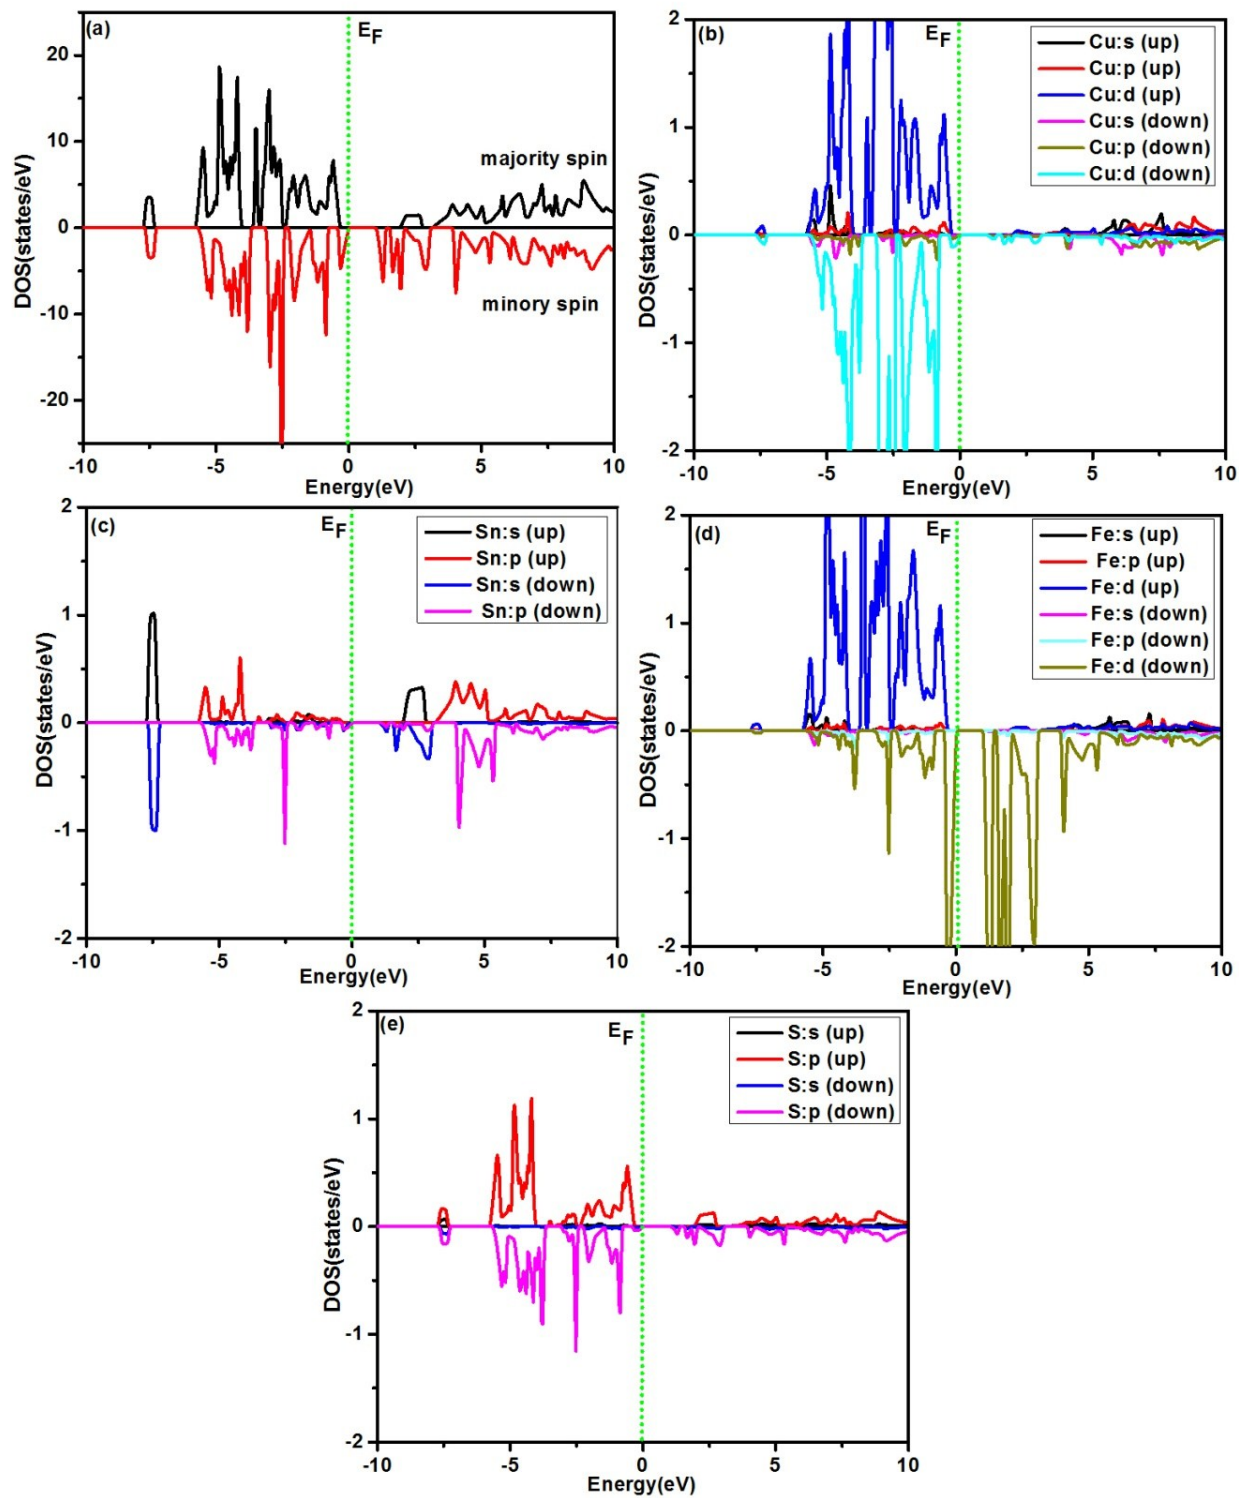 (a)
E_F
20
10
0
-10
-20
DOS(states/eV)
majority spin
minory spin
-10 -5 0 5 10
Energy(eV)
(b)
E_F
2
1
0
-1
-2
DOS(states/eV)
Cu:s (up)
Cu:p (up)
Cu:d (up)
Cu:s (down)
Cu:p (down)
Cu:d (down)
-10 -5 0 5 10
Energy(eV)
(c)
E_F
2
1
0
-1
-2
DOS(states/eV)
Sn:s (up)
Sn:p (up)
Sn:s (down)
Sn:p (down)
-10 -5 0 5 10
Energy(eV)
(d)
E_F
2
1
0
-1
-2
DOS(states/eV)
Fe:s (up)
Fe:p (up)
Fe:d (up)
Fe:s (down)
Fe:p (down)
Fe:d (down)
-10 -5 0 5 10
Energy(eV)
(e)
E_F
2
1
0
-1
-2
DOS(states/eV)
S:s (up)
S:p (up)
S:s (down)
S:p (down)
-10 -5 0 5 10
Energy(eV)